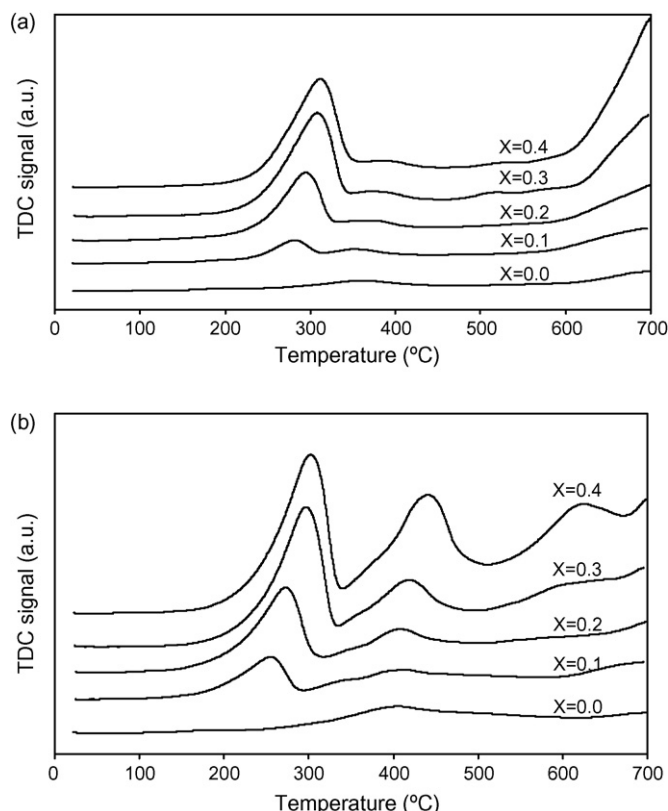 (a)
TDC signal (a.u.)
X=0.4
X=0.3
X=0.2
X=0.1
X=0.0
0 100 200 300 400 500 600 700
Temperature (ºC)
(b)
TDC signal (a.u.)
X=0.4
X=0.3
X=0.2
X=0.1
X=0.0
0 100 200 300 400 500 600 700
Temperature (ºC)